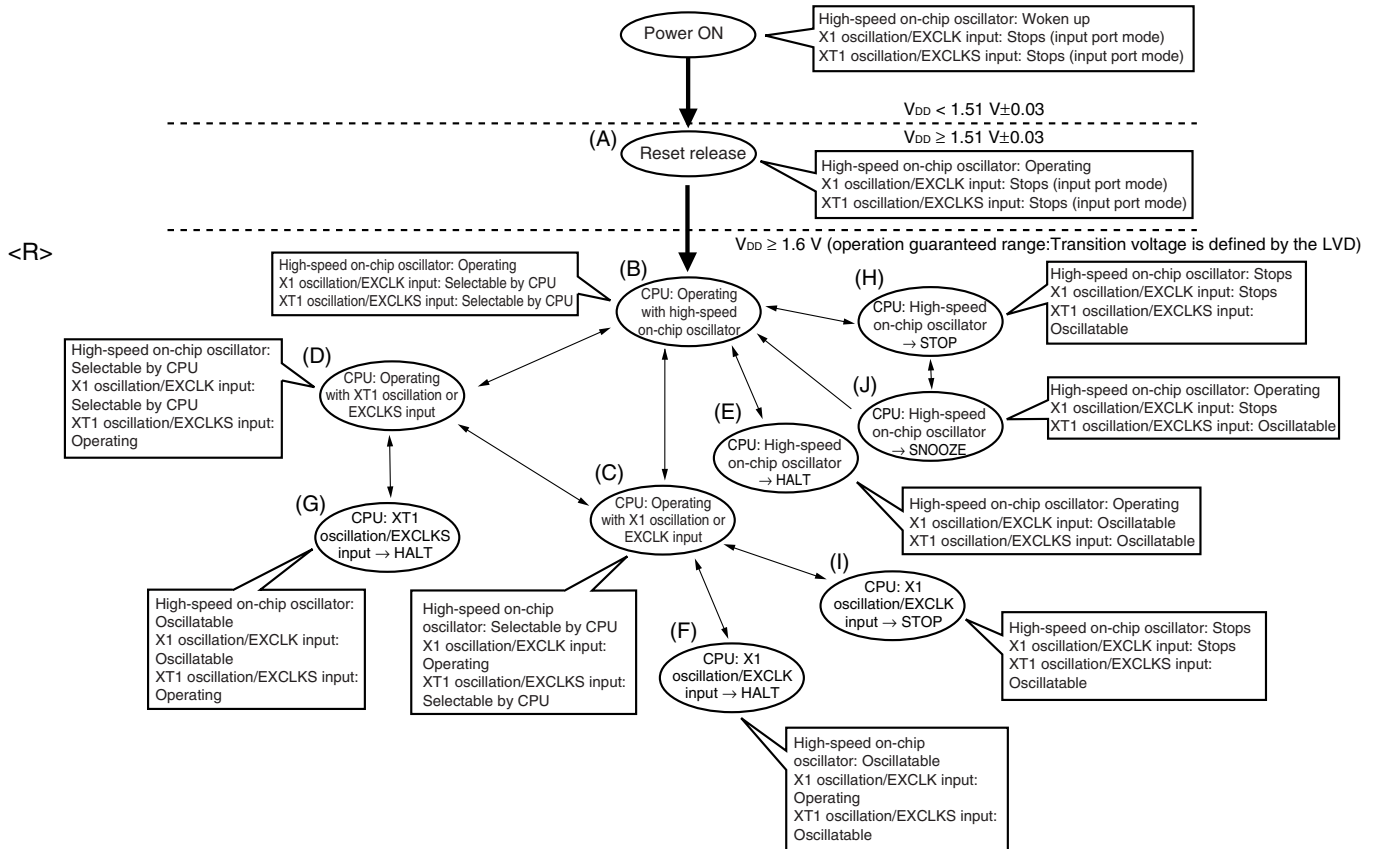 Power ON
High-speed on-chip oscillator: Woken up
X1 oscillation/EXCLK input: Stops (input port mode)
XT1 oscillation/EXCLKS input: Stops (input port mode)
VDD < 1.51 V±0.03
VDD ≥ 1.51 V±0.03
(A)
Reset release
High-speed on-chip oscillator: Operating
X1 oscillation/EXCLK input: Stops (input port mode)
XT1 oscillation/EXCLKS input: Stops (input port mode)
<R>
VDD ≥ 1.6 V (operation guaranteed range:Transition voltage is defined by the LVD)
High-speed on-chip oscillator: Operating
X1 oscillation/EXCLK input: Selectable by CPU
XT1 oscillation/EXCLKS input: Selectable by CPU
(B)
CPU: Operating
with high-speed
on-chip oscillator
(H)
CPU: High-speed
on-chip oscillator
→ STOP
High-speed on-chip oscillator: Stops
X1 oscillation/EXCLK input: Stops
XT1 oscillation/EXCLKS input:
Oscillatable
High-speed on-chip oscillator:
Selectable by CPU
X1 oscillation/EXCLK input:
Selectable by CPU
XT1 oscillation/EXCLKS input:
Operating
(D)
CPU: Operating
with XT1 oscillation or
EXCLKS input
(J)
CPU: High-speed
on-chip oscillator
→ SNOOZE
High-speed on-chip oscillator: Operating
X1 oscillation/EXCLK input: Stops
XT1 oscillation/EXCLKS input: Oscillatable
(E)
CPU: High-speed
on-chip oscillator
→ HALT
High-speed on-chip oscillator: Operating
X1 oscillation/EXCLK input: Oscillatable
XT1 oscillation/EXCLKS input: Oscillatable
(G)
CPU: XT1
oscillation/EXCLKS
input → HALT
(C)
CPU: Operating
with X1 oscillation or
EXCLK input
High-speed on-chip oscillator:
Oscillatable
X1 oscillation/EXCLK input:
Oscillatable
XT1 oscillation/EXCLKS input:
Operating
High-speed on-chip
oscillator: Selectable by CPU
X1 oscillation/EXCLK input:
Operating
XT1 oscillation/EXCLKS input:
Selectable by CPU
(I)
CPU: X1
oscillation/EXCLK
input → STOP
High-speed on-chip oscillator: Stops
X1 oscillation/EXCLK input: Stops
XT1 oscillation/EXCLKS input:
Oscillatable
(F)
CPU: X1
oscillation/EXCLK
input → HALT
High-speed on-chip
oscillator: Oscillatable
X1 oscillation/EXCLK input:
Operating
XT1 oscillation/EXCLKS input:
Oscillatable